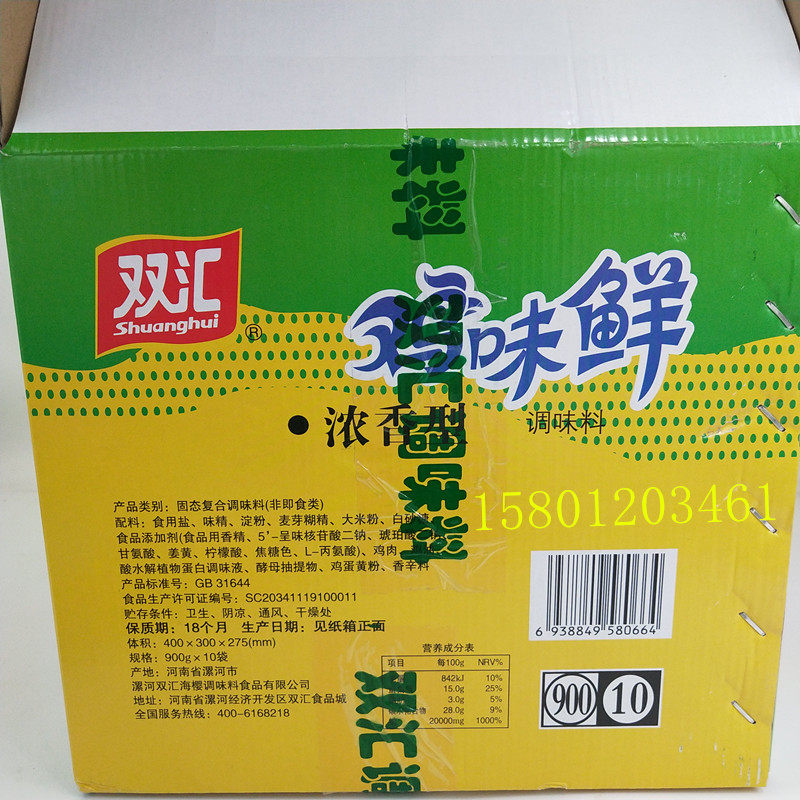 素料
双汇
Shuanghui
®
鸡味鲜
双汇调味料
●浓香型
调味料
15801203461
产品类别：固态复合调味料(非即食类)
配料：食用盐、味精、淀粉、麦芽糊精、大米粉、白砂糖
食品添加剂(食品用香精、5'-呈味核苷酸二钠、琥珀酸
甘氨酸、姜黄、柠檬酸、焦糖色、L-丙氨酸)、鸡肉
酸水解植物蛋白调味液、酵母抽提物、鸡蛋黄粉、香辛料
产品标准号：GB 31644
食品生产许可证编号：SC20341119100011
贮存条件：卫生、阴凉、通风、干燥处
保质期：18个月 生产日期：见纸箱正面
体积：400×300×275(mm)
规格：900g×10袋
产地：河南省漯河市
漯河双汇海樱调味料食品有限公司
地址：河南省漯河经济开发区双汇食品城
全国服务热线：400-6168218
6 938849 580664
营养成分表
项目 每100g NRV%
842kJ 10%
15.0g 25%
3.0g 5%
物 28.0g 9%
20000mg 1000%
900 10
双汇调